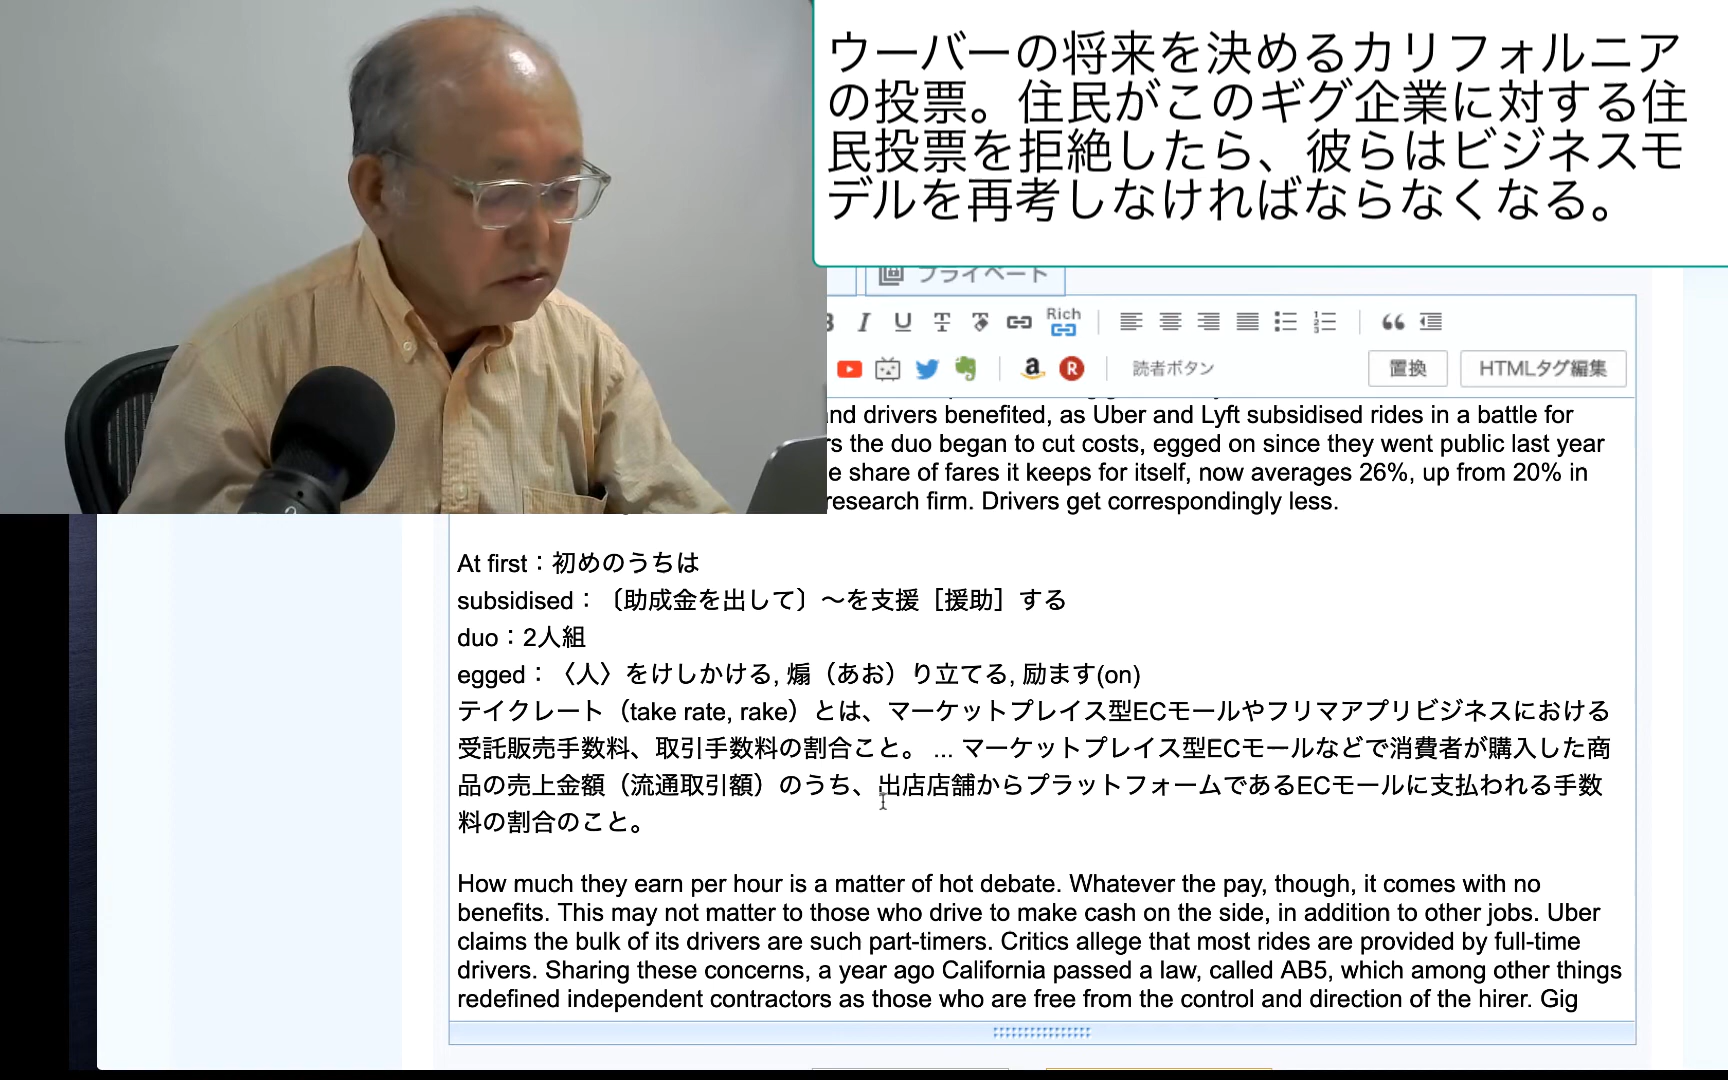 ウーバーの将来を決めるカリフォルニア
の投票。住民がこのギグ企業に対する住
民投票を拒絶したら、彼らはビジネスモ
デルを再考しなければならなくなる。
プライベート
Rich
読者ボタン
置換
HTMLタグ編集
nd drivers benefited, as Uber and Lyft subsidised rides in a battle for
rs the duo began to cut costs, egged on since they went public last year
e share of fares it keeps for itself, now averages 26%, up from 20% in
research firm. Drivers get correspondingly less.
At first：初めのうちは
subsidised：〔助成金を出して〕～を支援［援助］する
duo：2人組
egged：〈人〉をけしかける, 煽（あお）り立てる, 励ます(on)
テイクレート（take rate, rake）とは、マーケットプレイス型ECモールやフリマアプリビジネスにおける
受託販売手数料、取引手数料の割合こと。 ... マーケットプレイス型ECモールなどで消費者が購入した商
品の売上金額（流通取引額）のうち、出店店舗からプラットフォームであるECモールに支払われる手数
料の割合のこと。
How much they earn per hour is a matter of hot debate. Whatever the pay, though, it comes with no
benefits. This may not matter to those who drive to make cash on the side, in addition to other jobs. Uber
claims the bulk of its drivers are such part-timers. Critics allege that most rides are provided by full-time
drivers. Sharing these concerns, a year ago California passed a law, called AB5, which among other things
redefined independent contractors as those who are free from the control and direction of the hirer. Gig